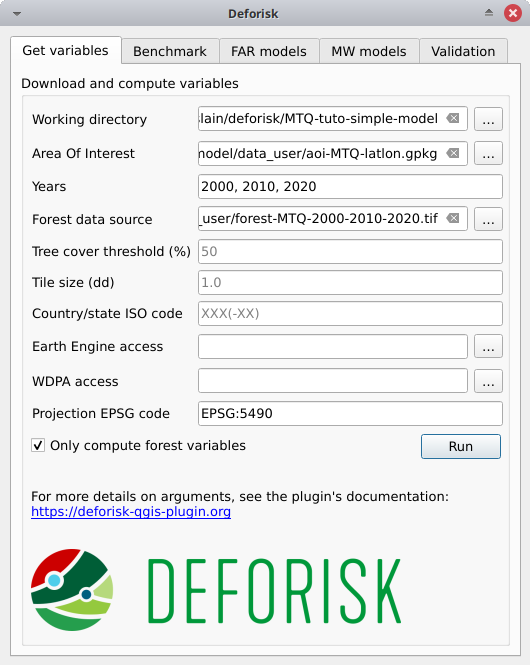 Deforisk
Get variables Benchmark FAR models MW models Validation
Download and compute variables
Working directory lain/deforisk/MTQ-tuto-simple-model ...
Area Of Interest nodel/data_user/aoi-MTQ-latlon.gpkg ...
Years 2000, 2010, 2020
Forest data source _user/forest-MTQ-2000-2010-2020.tif ...
Tree cover threshold (%) 50
Tile size (dd) 1.0
Country/state ISO code XXX(-XX)
Earth Engine access ...
WDPA access ...
Projection EPSG code EPSG:5490
Only compute forest variables Run
For more details on arguments, see the plugin's documentation:
https://deforisk-qgis-plugin.org
DEFORISK